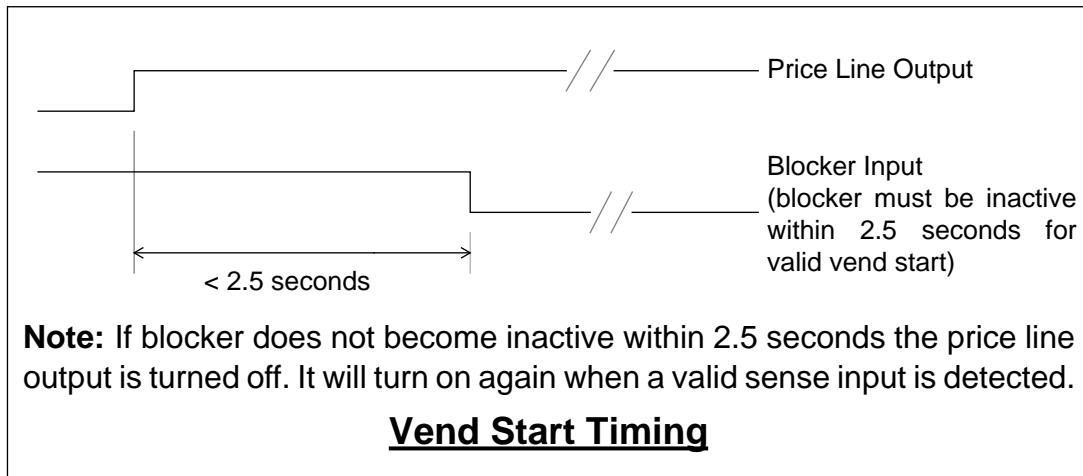 Price Line Output
Blocker Input
(blocker must be inactive
within 2.5 seconds for
valid vend start)
< 2.5 seconds
Note: If blocker does not become inactive within 2.5 seconds the price line
output is turned off. It will turn on again when a valid sense input is detected.
Vend Start Timing